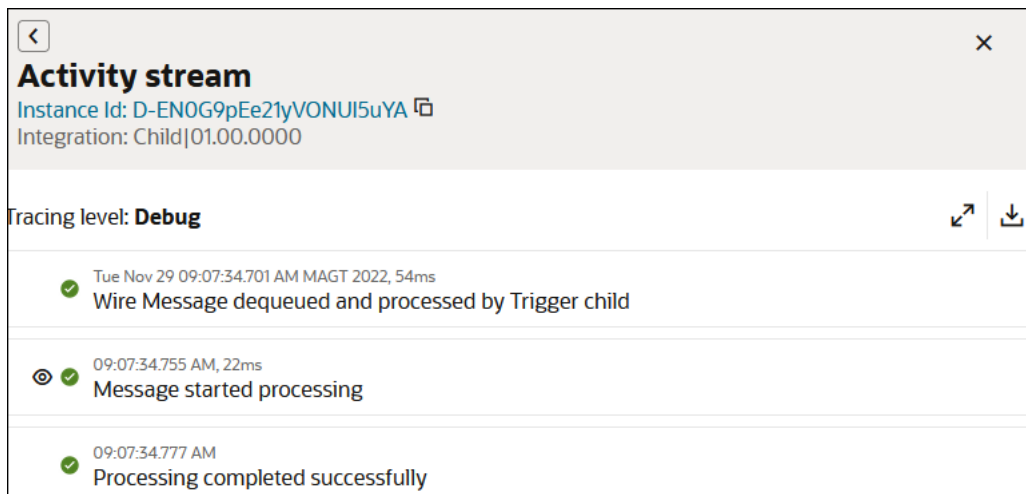 Activity stream
Instance Id: D-EN0G9pEe21yVONUI5uYA
Integration: Child|01.00.0000
Tracing level: Debug
Tue Nov 29 09:07:34.701 AM MAGT 2022, 54ms
Wire Message dequeued and processed by Trigger child
09:07:34.755 AM, 22ms
Message started processing
09:07:34.777 AM
Processing completed successfully